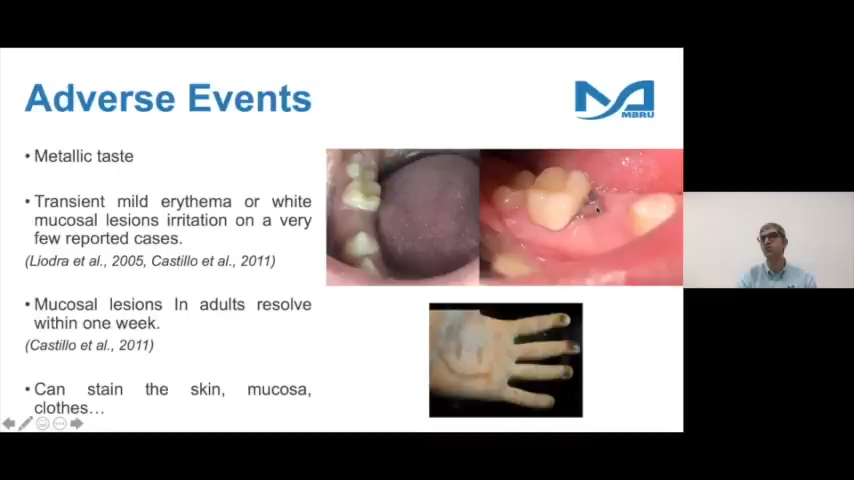 Adverse Events
MBRU
• Metallic taste
• Transient mild erythema or white
mucosal lesions irritation on a very
few reported cases.
(Liodra et al., 2005, Castillo et al., 2011)
• Mucosal lesions In adults resolve
within one week.
(Castillo et al., 2011)
• Can stain the skin, mucosa,
clothes…